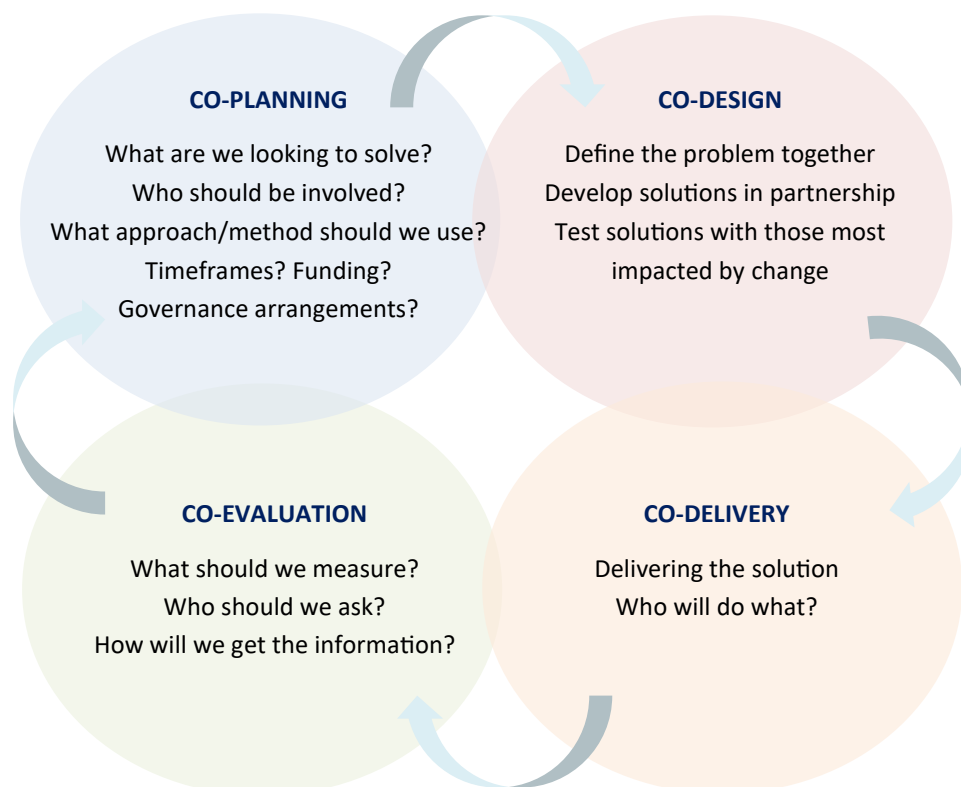 CO-PLANNING
What are we looking to solve?
Who should be involved?
What approach/method should we use?
Timeframes? Funding?
Governance arrangements?
CO-DESIGN
Define the problem together
Develop solutions in partnership
Test solutions with those most
impacted by change
CO-EVALUATION
What should we measure?
Who should we ask?
How will we get the information?
CO-DELIVERY
Delivering the solution
Who will do what?